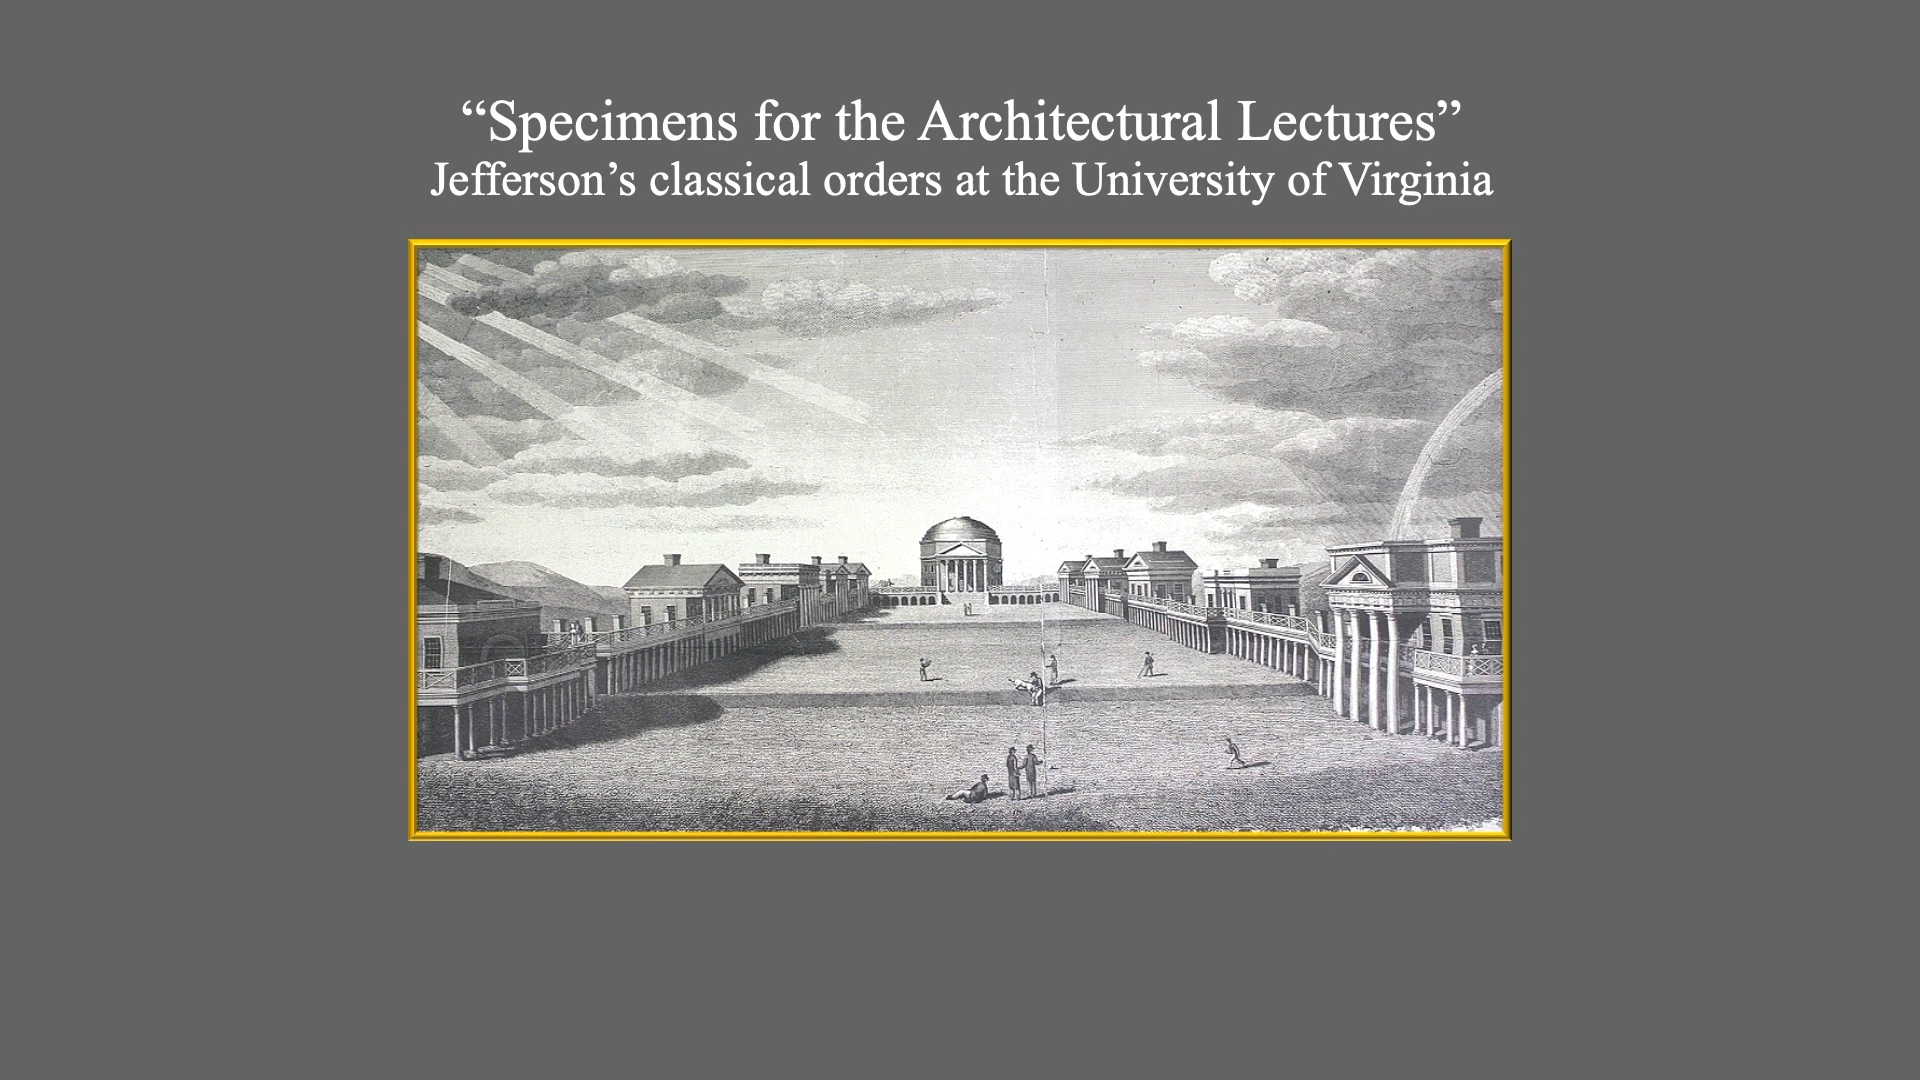 “Specimens for the Architectural Lectures”
Jefferson’s classical orders at the University of Virginia